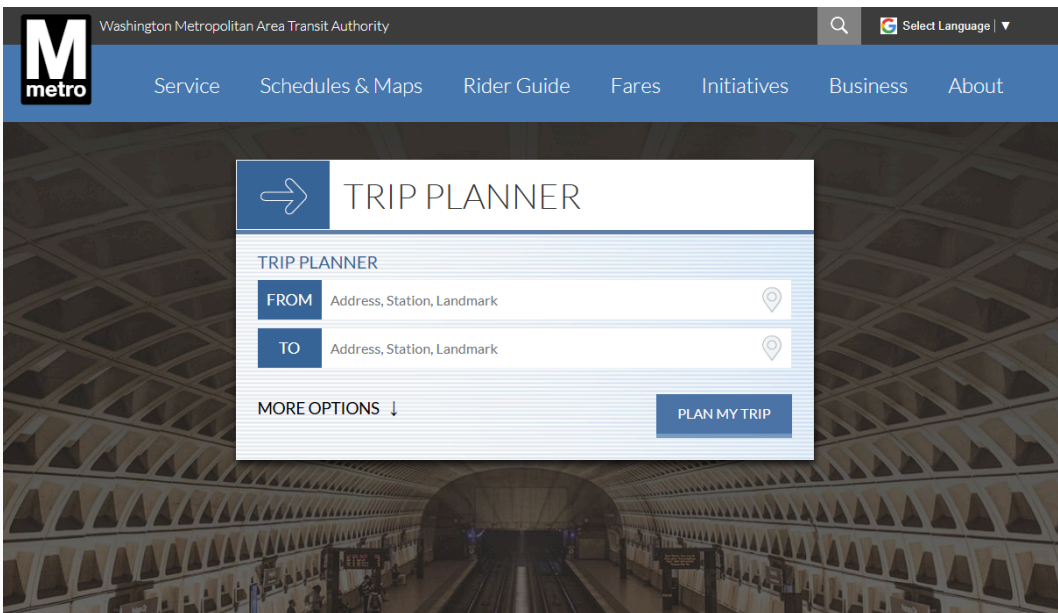 Washington Metropolitan Area Transit Authority
Select Language | ▼
M
metro
Service Schedules & Maps Rider Guide Fares Initiatives Business About
TRIP PLANNER
TRIP PLANNER
FROM Address, Station, Landmark
TO Address, Station, Landmark
MORE OPTIONS ↓
PLAN MY TRIP